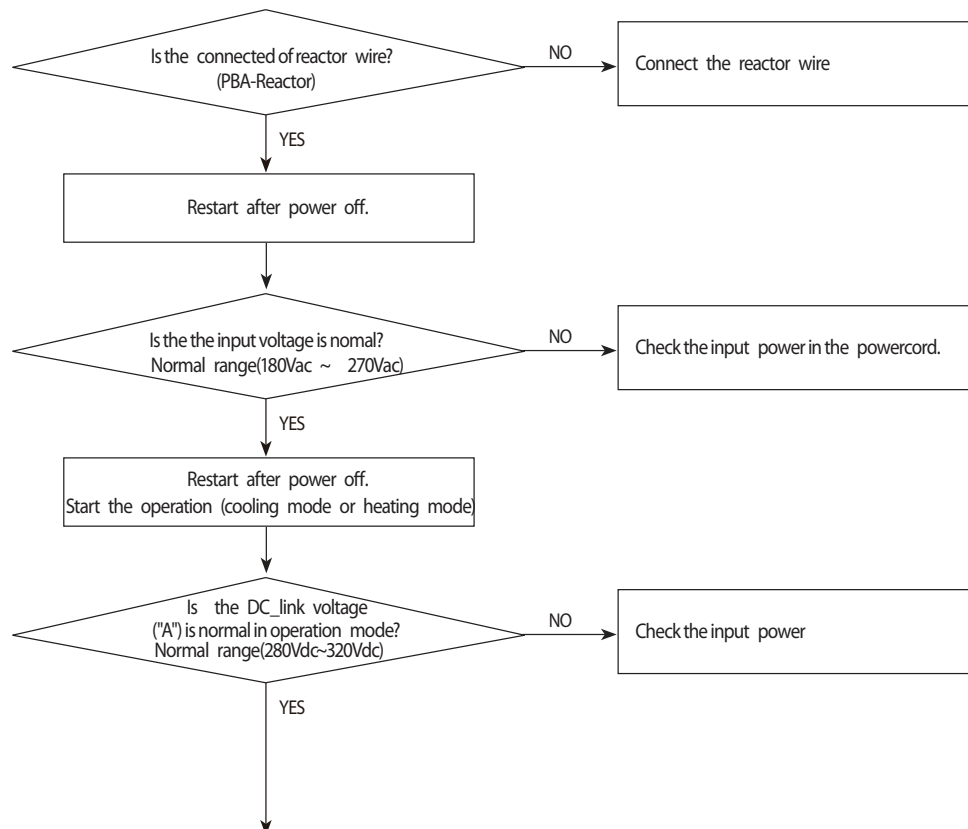 Is the connected of reactor wire?
(PBA-Reactor)
NO
Connect the reactor wire
YES
Restart after power off.
Is the the input voltage is nomal?
Normal range(180Vac ~ 270Vac)
NO
Check the input power in the powercord.
YES
Restart after power off.
Start the operation (cooling mode or heating mode)
Is the DC_link voltage
("A") is normal in operation mode?
Normal range(280Vdc~320Vdc)
NO
Check the input power
YES